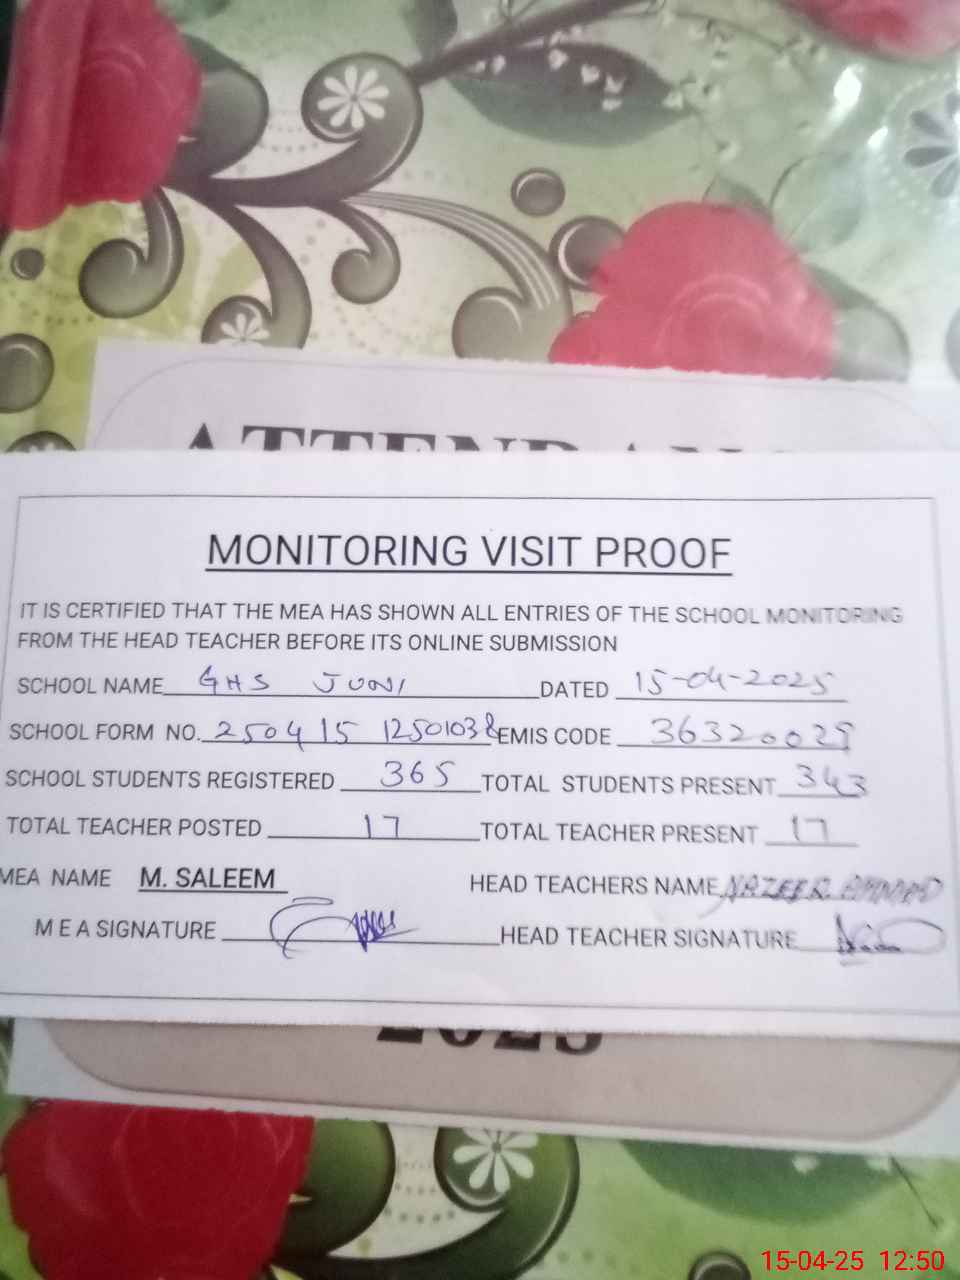 MONITORING VISIT PROOF
IT IS CERTIFIED THAT THE MEA HAS SHOWN ALL ENTRIES OF THE SCHOOL MONITORING
FROM THE HEAD TEACHER BEFORE ITS ONLINE SUBMISSION
SCHOOL NAME GHS JUNI DATED 15-04-2025
SCHOOL FORM NO. 250415 12501038 EMIS CODE 36320029
SCHOOL STUDENTS REGISTERED 365 TOTAL STUDENTS PRESENT 343
TOTAL TEACHER POSTED 17 TOTAL TEACHER PRESENT 17
MEA NAME M. SALEEM HEAD TEACHERS NAME NAZEER AHMAD
M E A SIGNATURE HEAD TEACHER SIGNATURE
2025
15-04-25 12:50